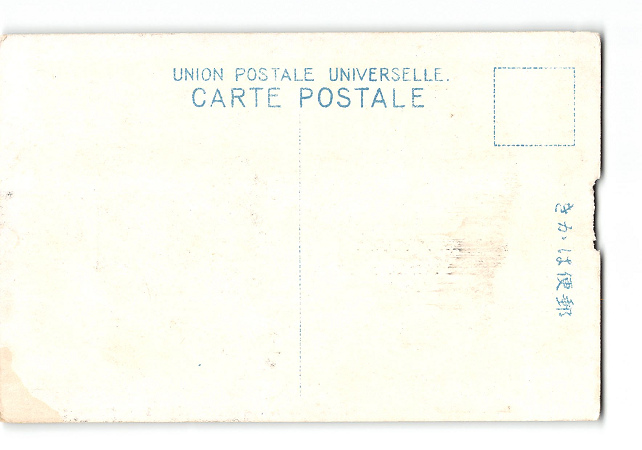 UNION POSTALE UNIVERSELLE.
CARTE POSTALE
郵便はかき